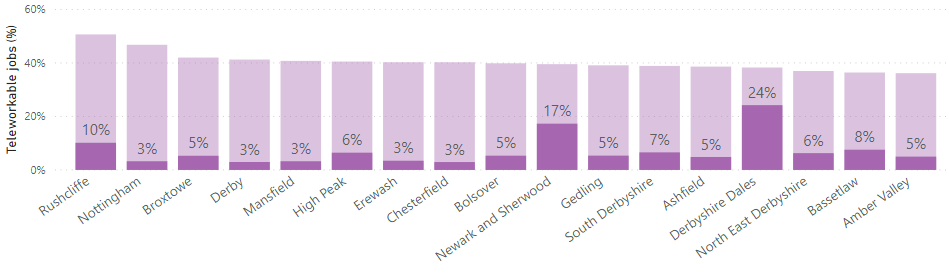 Teleworkable jobs (%)
60%
40%
20%
0%
10%
3%
5%
3%
3%
6%
3%
3%
5%
17%
5%
7%
5%
24%
6%
8%
5%
Rushcliffe
Nottingham
Broxtowe
Derby
Mansfield
High Peak
Erewash
Chesterfield
Bolsover
Newark and Sherwood
Gedling
South Derbyshire
Ashfield
Derbyshire Dales
North East Derbyshire
Bassetlaw
Amber Valley